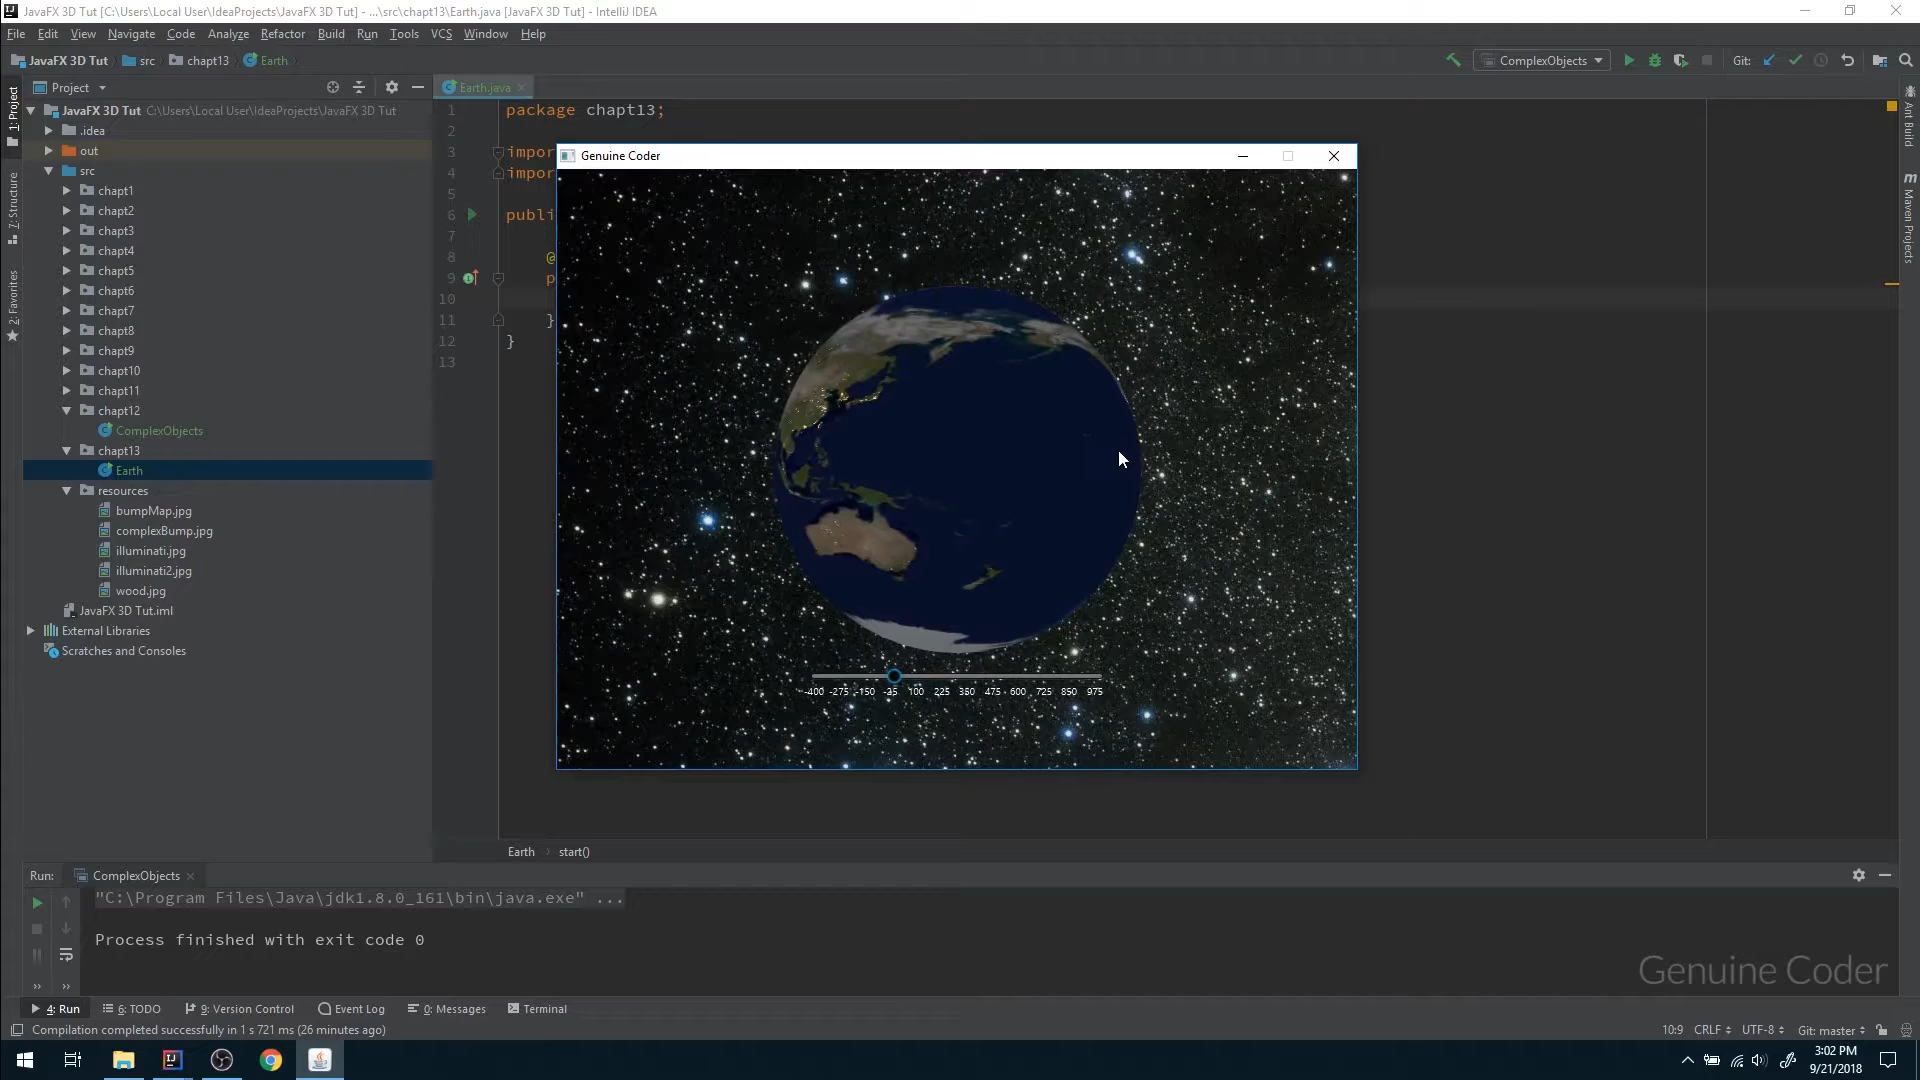 JavaFX 3D Tut [C:\Users\Local User\IdeaProjects\JavaFX 3D Tut] - ...\src\chapt13\Earth.java [JavaFX 3D Tut] - IntelliJ IDEA
File Edit View Navigate Code Analyze Refactor Build Run Tools VCS Window Help
JavaFX 3D Tut src chapt13 Earth ComplexObjects Git:
Project Earth.java
1: Project
7: Structure
2: Favorites
Ant Build
Maven Projects
JavaFX 3D Tut C:\Users\Local User\IdeaProjects\JavaFX 3D Tut
.idea
out
src
chapt1
chapt2
chapt3
chapt4
chapt5
chapt6
chapt7
chapt8
chapt9
chapt10
chapt11
chapt12
ComplexObjects
chapt13
Earth
resources
bumpMap.jpg
complexBump.jpg
illuminati.jpg
illuminati2.jpg
wood.jpg
JavaFX 3D Tut.iml
External Libraries
Scratches and Consoles
1 package chapt13;
2
3 impor
4 impor
5
6 publi
7
8 @
9 p
10
11 }
12 }
13
Genuine Coder
-400 -275 -150 -25 100 225 350 475 600 725 850 975
Earth start()
Run: ComplexObjects
"C:\Program Files\Java\jdk1.8.0_161\bin\java.exe" ...
Process finished with exit code 0
Genuine Coder
4: Run 6: TODO 9: Version Control Event Log 0: Messages Terminal
Compilation completed successfully in 1 s 721 ms (26 minutes ago) 10:9 CRLF UTF-8 Git: master
3:02 PM
9/21/2018